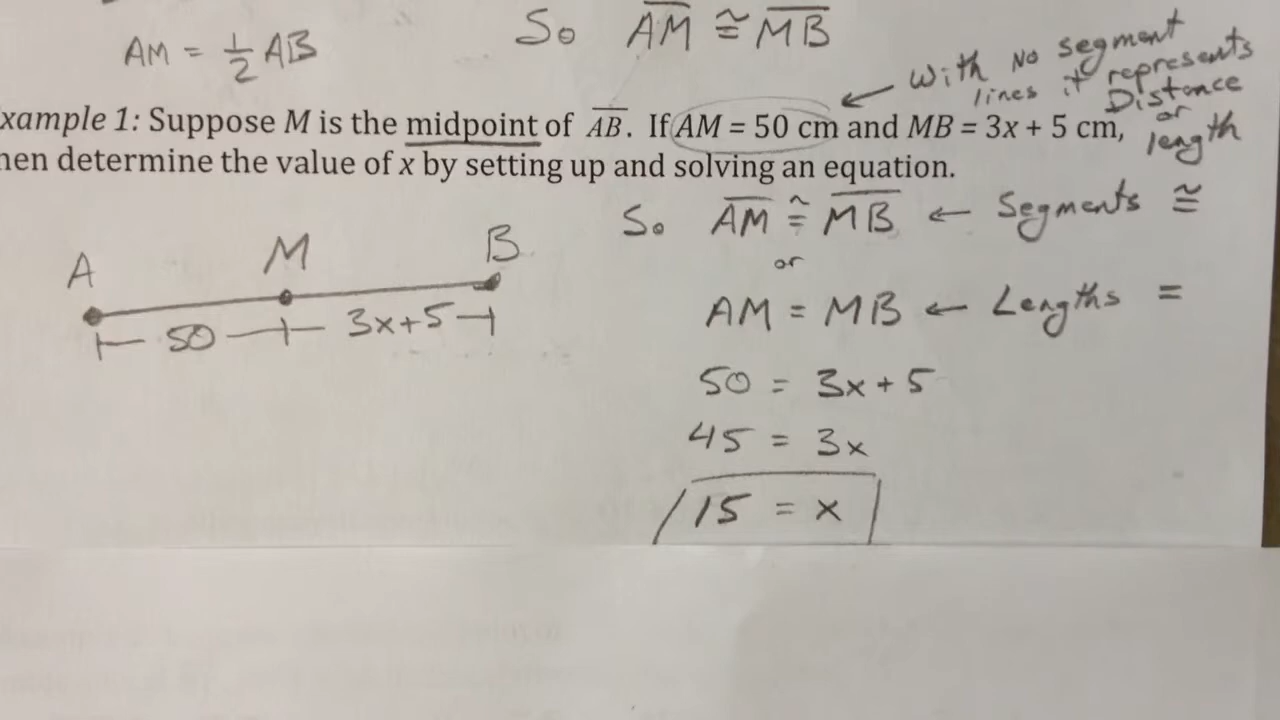 So AM ≅ MB
AM = 1/2 AB
with no segment
lines it represents
Distance
or
length
xample 1: Suppose M is the midpoint of AB. If AM = 50 cm and MB = 3x + 5 cm,
hen determine the value of x by setting up and solving an equation.
So AM ≅ MB ← Segments ≅
or
AM = MB ← Lengths =
A M B
50 3x+5
50 = 3x + 5
45 = 3x
15 = x